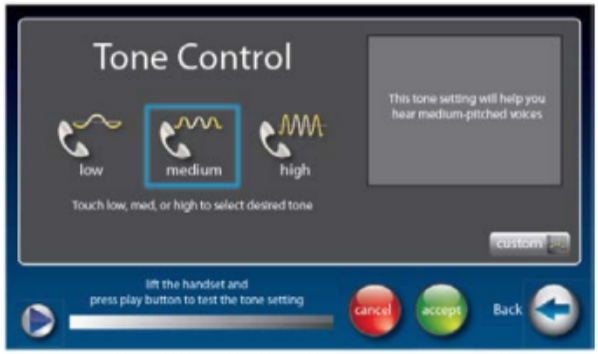 Tone Control
This tone setting will help you
hear medium-pitched voices
low
medium
high
Touch low, med, or high to select desired tone
custom
lift the handset and
press play button to test the tone setting
cancel
accept
Back